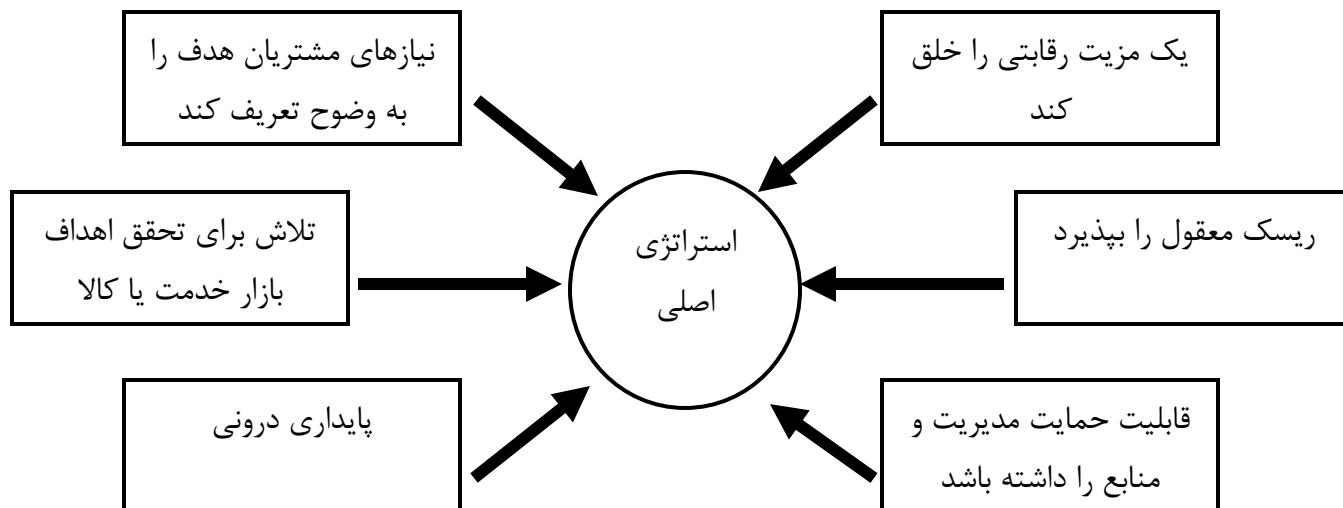 یک مزیت رقابتی را خلق
کند
نیازهای مشتریان هدف را
به وضوح تعریف کند
ریسک معقول را بپذیرد
استراتژی
اصلی
تلاش برای تحقق اهداف
بازار خدمت یا کالا
قابلیت حمایت مدیریت و
منابع را داشته باشد
پایداری درونی